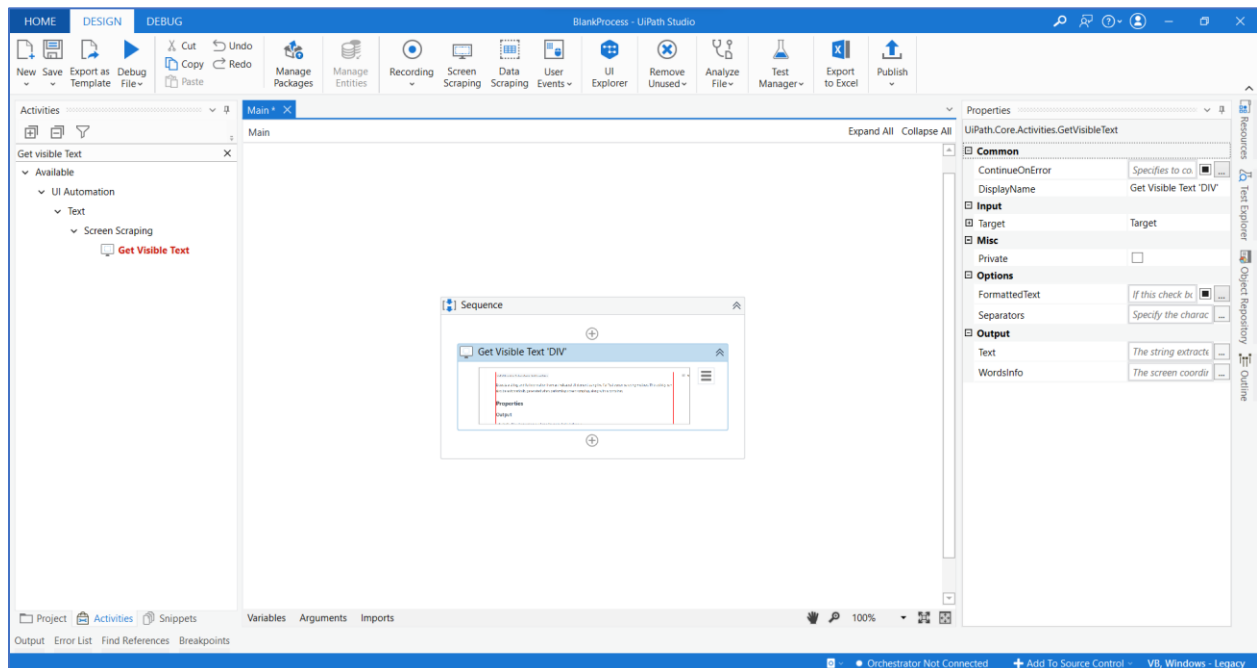 HOME DESIGN DEBUG BlankProcess - UiPath Studio
New Save Export as Template Debug File Cut Copy Paste Undo Redo Manage Packages Manage Entities Recording Screen Scraping Data Scraping User Events UI Explorer Remove Unused Analyze File Test Manager Export to Excel Publish
Activities
Get visible Text
Available
UI Automation
Text
Screen Scraping
Get Visible Text
Project Activities Snippets
Main *
Main Expand All Collapse All
Sequence
Get Visible Text 'DIV'
Properties
Output
Variables Arguments Imports 100%
Properties
UiPath.Core.Activities.GetVisibleText
Common
ContinueOnError Specifies to co. ...
DisplayName Get Visible Text 'DIV'
Input
Target Target
Misc
Private
Options
FormattedText If this check bc ...
Separators Specify the charac ...
Output
Text The string extracte ...
WordsInfo The screen coordir ...
Resources
Test Explorer
Object Repository
Outline
Output Error List Find References Breakpoints
Orchestrator Not Connected Add To Source Control VB, Windows - Legacy